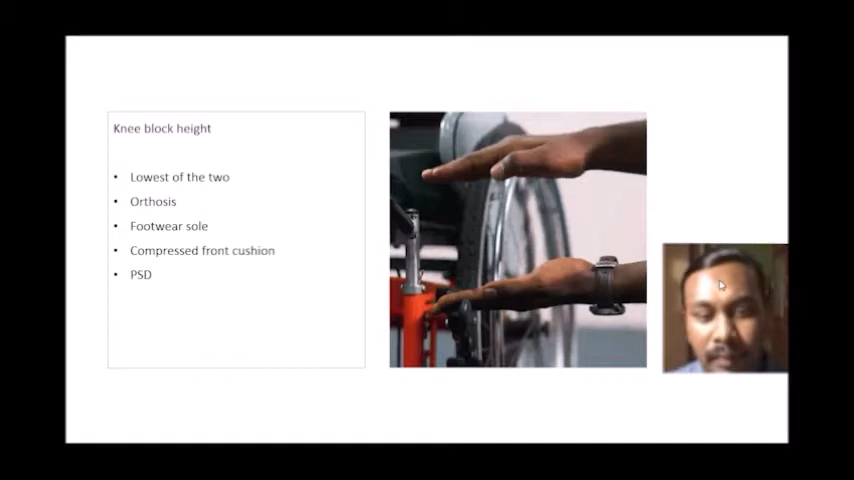 Knee block height
• Lowest of the two
• Orthosis
• Footwear sole
• Compressed front cushion
• PSD